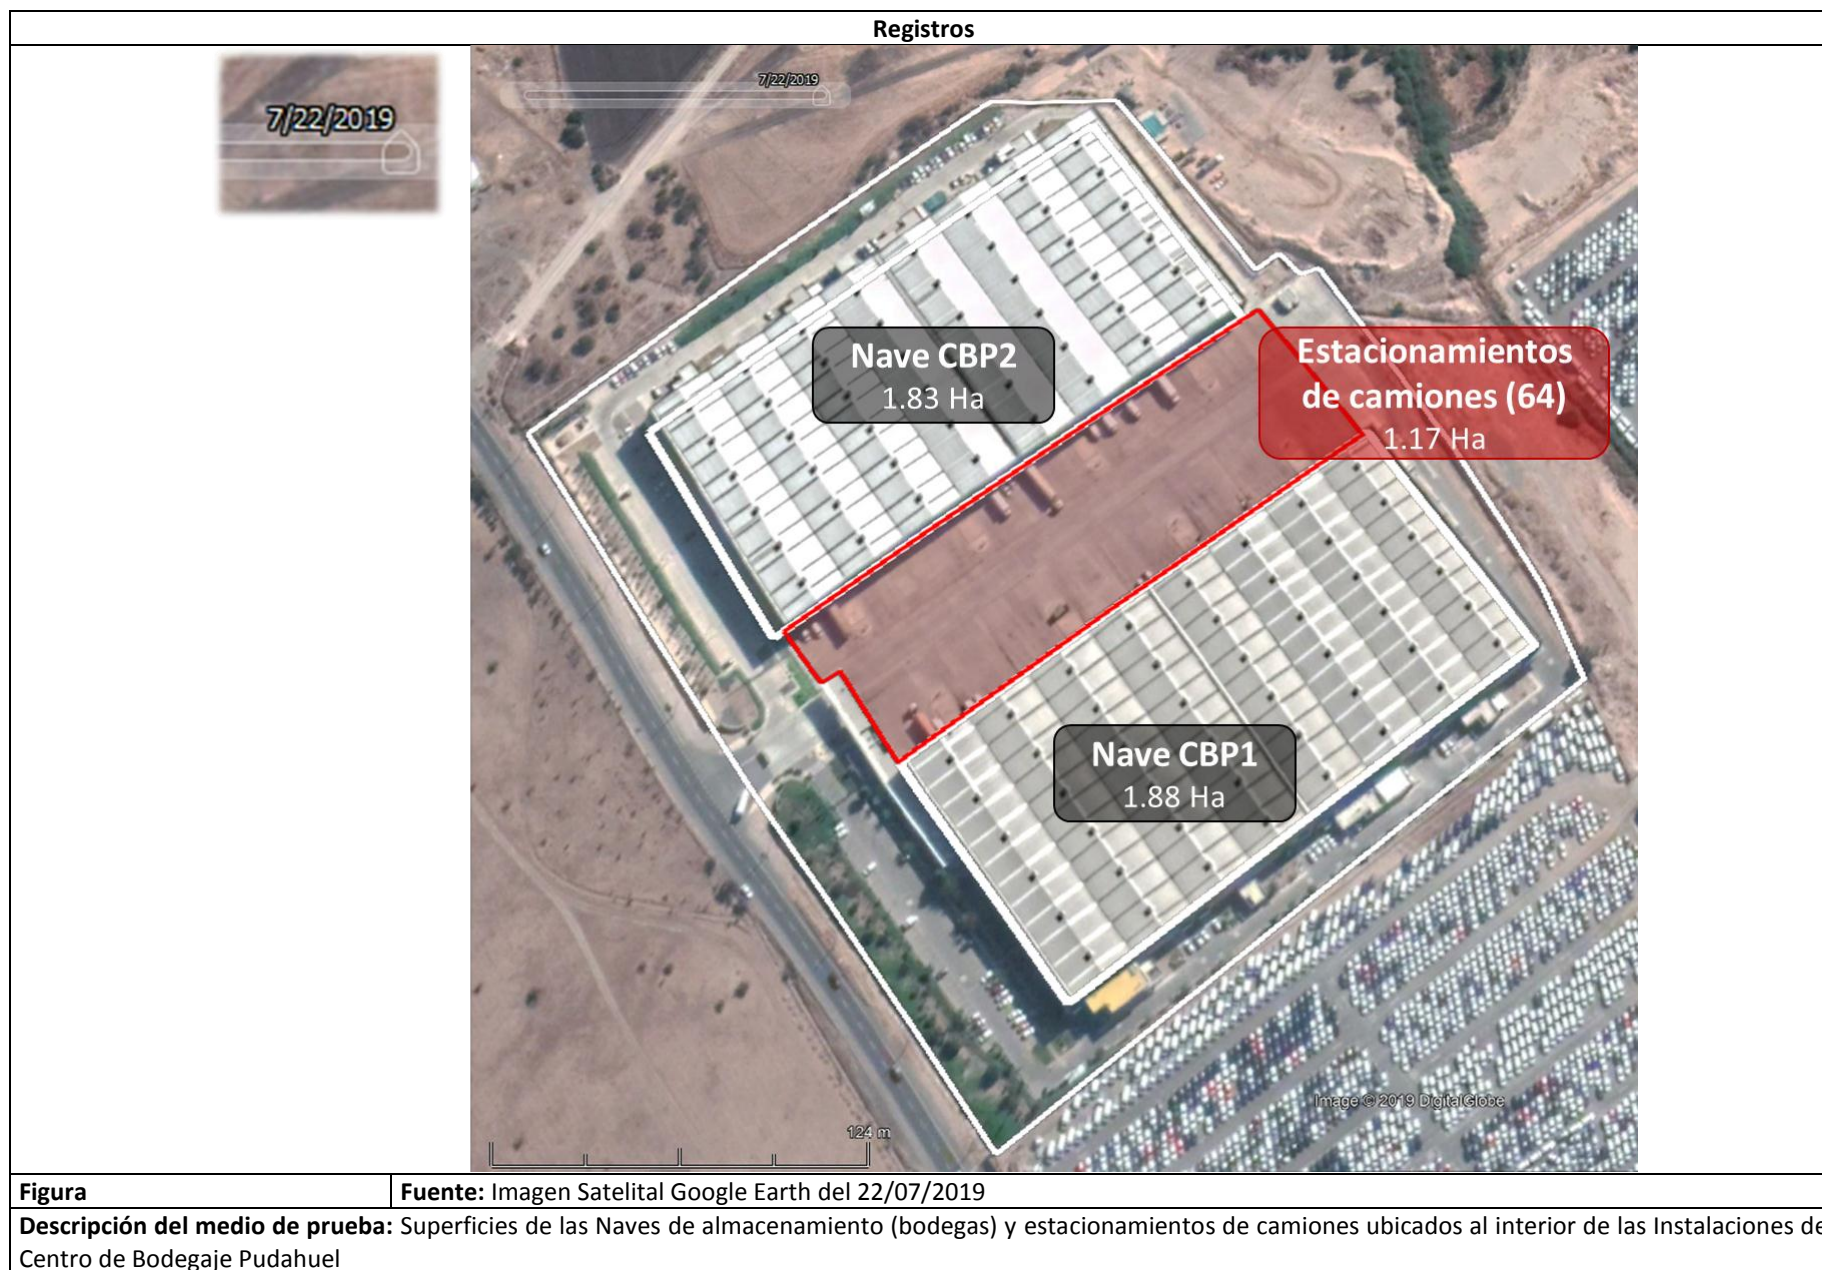 Registros
7/22/2019
7/22/2019
Nave CBP2
1.83 Ha
Estacionamientos
de camiones (64)
1.17 Ha
Nave CBP1
1.88 Ha
Image © 2019 DigitalGlobe
124 m
Figura
Fuente: Imagen Satelital Google Earth del 22/07/2019
Descripción del medio de prueba: Superficies de las Naves de almacenamiento (bodegas) y estacionamientos de camiones ubicados al interior de las Instalaciones de
Centro de Bodegaje Pudahuel